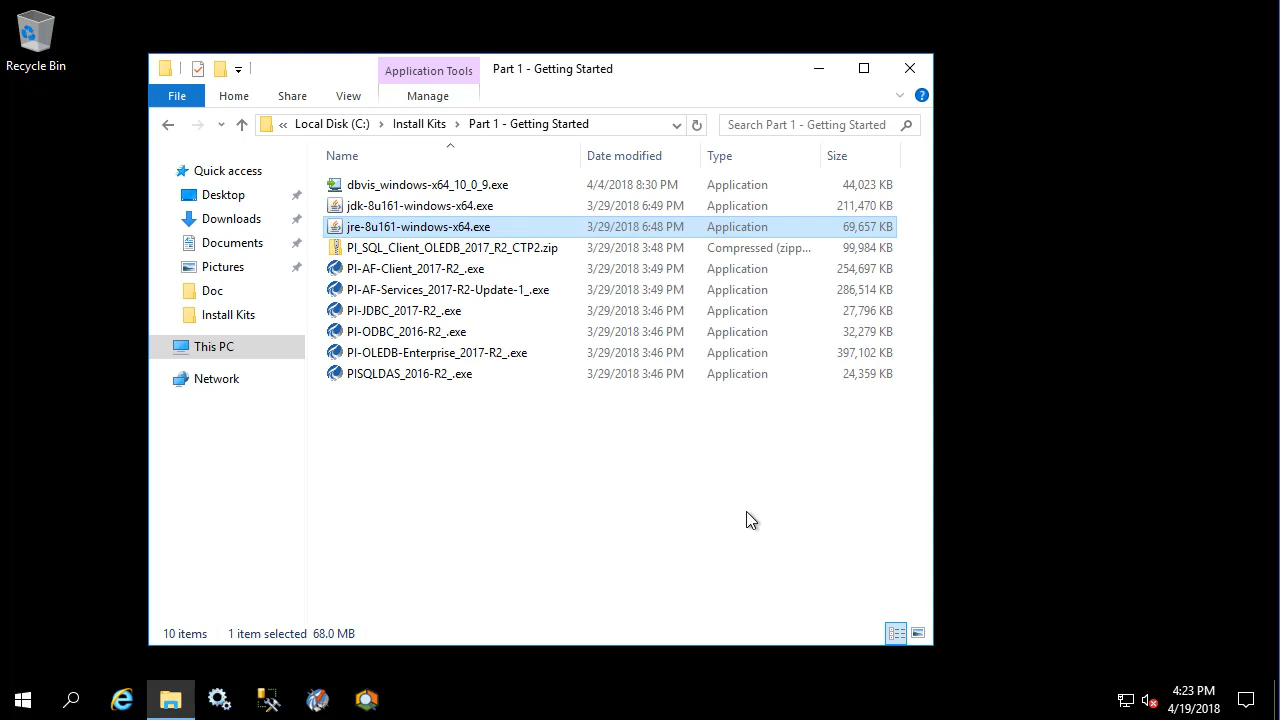 Recycle Bin
Application Tools
Part 1 - Getting Started
File
Home
Share
View
Manage
« Local Disk (C:) › Install Kits › Part 1 - Getting Started
Search Part 1 - Getting Started
Name Date modified Type Size
Quick access
Desktop
Downloads
Documents
Pictures
Doc
Install Kits
This PC
Network
dbvis_windows-x64_10_0_9.exe 4/4/2018 8:30 PM Application 44,023 KB
jdk-8u161-windows-x64.exe 3/29/2018 6:49 PM Application 211,470 KB
jre-8u161-windows-x64.exe 3/29/2018 6:48 PM Application 69,657 KB
PI_SQL_Client_OLEDB_2017_R2_CTP2.zip 3/29/2018 3:48 PM Compressed (zipp... 99,984 KB
PI-AF-Client_2017-R2_.exe 3/29/2018 3:49 PM Application 254,697 KB
PI-AF-Services_2017-R2-Update-1_.exe 3/29/2018 3:49 PM Application 286,514 KB
PI-JDBC_2017-R2_.exe 3/29/2018 3:46 PM Application 27,796 KB
PI-ODBC_2016-R2_.exe 3/29/2018 3:46 PM Application 32,279 KB
PI-OLEDB-Enterprise_2017-R2_.exe 3/29/2018 3:46 PM Application 397,102 KB
PISQLDAS_2016-R2_.exe 3/29/2018 3:46 PM Application 24,359 KB
10 items 1 item selected 68.0 MB
4:23 PM
4/19/2018